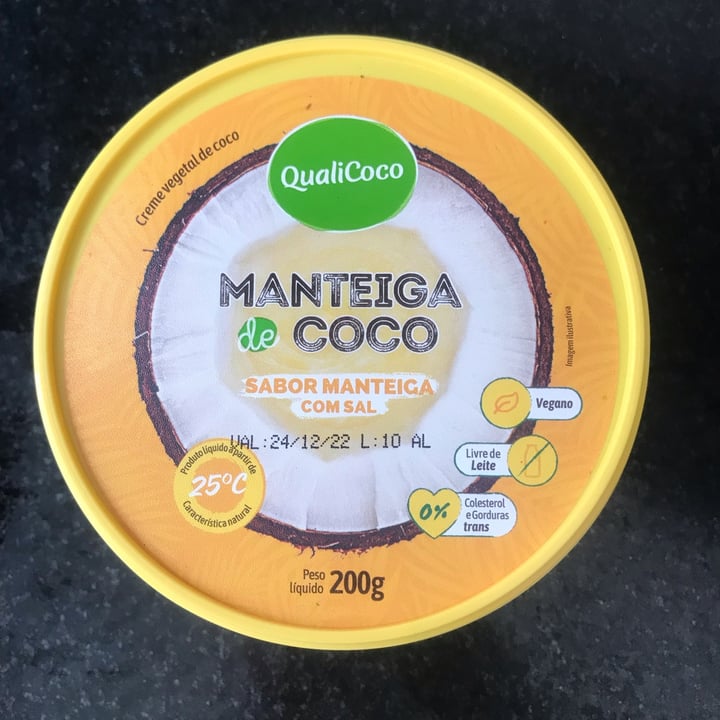 Creme vegetal de coco
QualiCoco
MANTEIGA
de COCO
SABOR MANTEIGA
COM SAL
Imagem ilustrativa
Vegano
VAL:24/12/22 L:10 AL
Livre de
Leite
Produto líquido a partir de
25°C
Característica natural
0%
Colesterol
e Gorduras
trans
Peso
líquido 200g